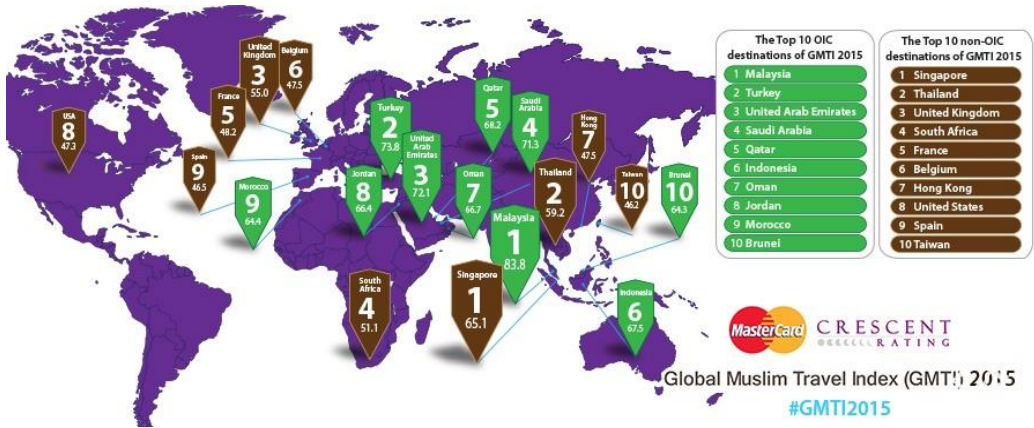 USA
8
47.3
United
Kingdom
3
55.0
Belgium
6
47.5
France
5
48.2
Spain
9
46.5
Morocco
9
64.4
Turkey
2
73.8
Jordan
8
66.4
United
Arab
Emirates
3
72.1
Qatar
5
68.2
Saudi
Arabia
4
71.3
Oman
7
66.7
Hong
Kong
7
47.5
Thailand
2
59.2
Taiwan
10
46.2
Brunei
10
64.3
Malaysia
1
83.8
Singapore
1
65.1
South
Africa
4
51.1
Indonesia
6
67.5
The Top 10 OIC
destinations of GMTI 2015
1 Malaysia
2 Turkey
3 United Arab Emirates
4 Saudi Arabia
5 Qatar
6 Indonesia
7 Oman
8 Jordan
9 Morocco
10 Brunei
The Top 10 non-OIC
destinations of GMTI 2015
1 Singapore
2 Thailand
3 United Kingdom
4 South Africa
5 France
6 Belgium
7 Hong Kong
8 United States
9 Spain
10 Taiwan
MasterCard
CRESCENT
RATING
Global Muslim Travel Index (GMTI) 2015
#GMTI2015